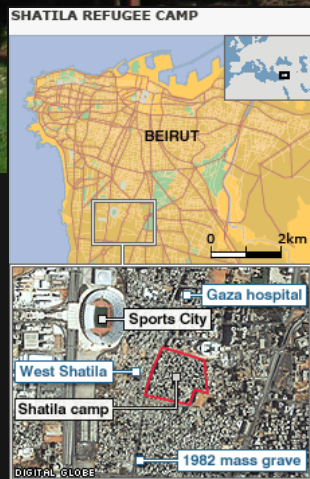 SHATILA REFUGEE CAMP
BEIRUT
0 2km
Gaza hospital
Sports City
West Shatila
Shatila camp
1982 mass grave
DIGITAL GLOBE